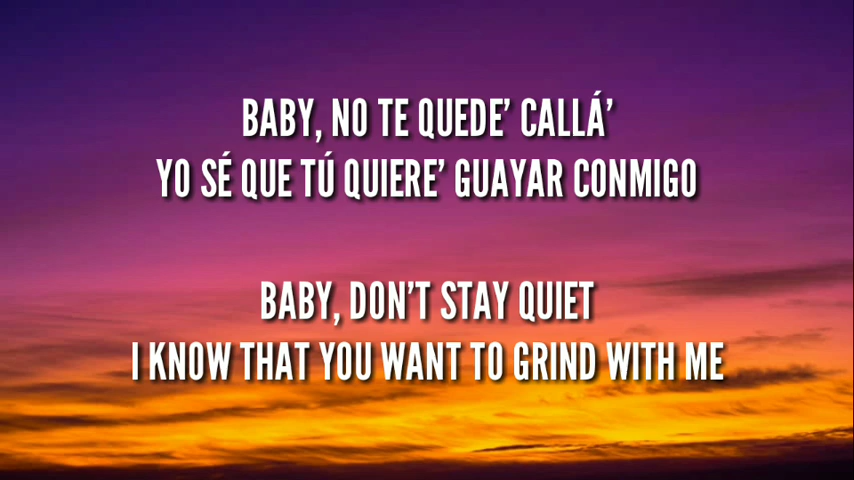 BABY, NO TE QUEDE’ CALLÁ’
YO SÉ QUE TÚ QUIERE’ GUAYAR CONMIGO
BABY, DON’T STAY QUIET
I KNOW THAT YOU WANT TO GRIND WITH ME